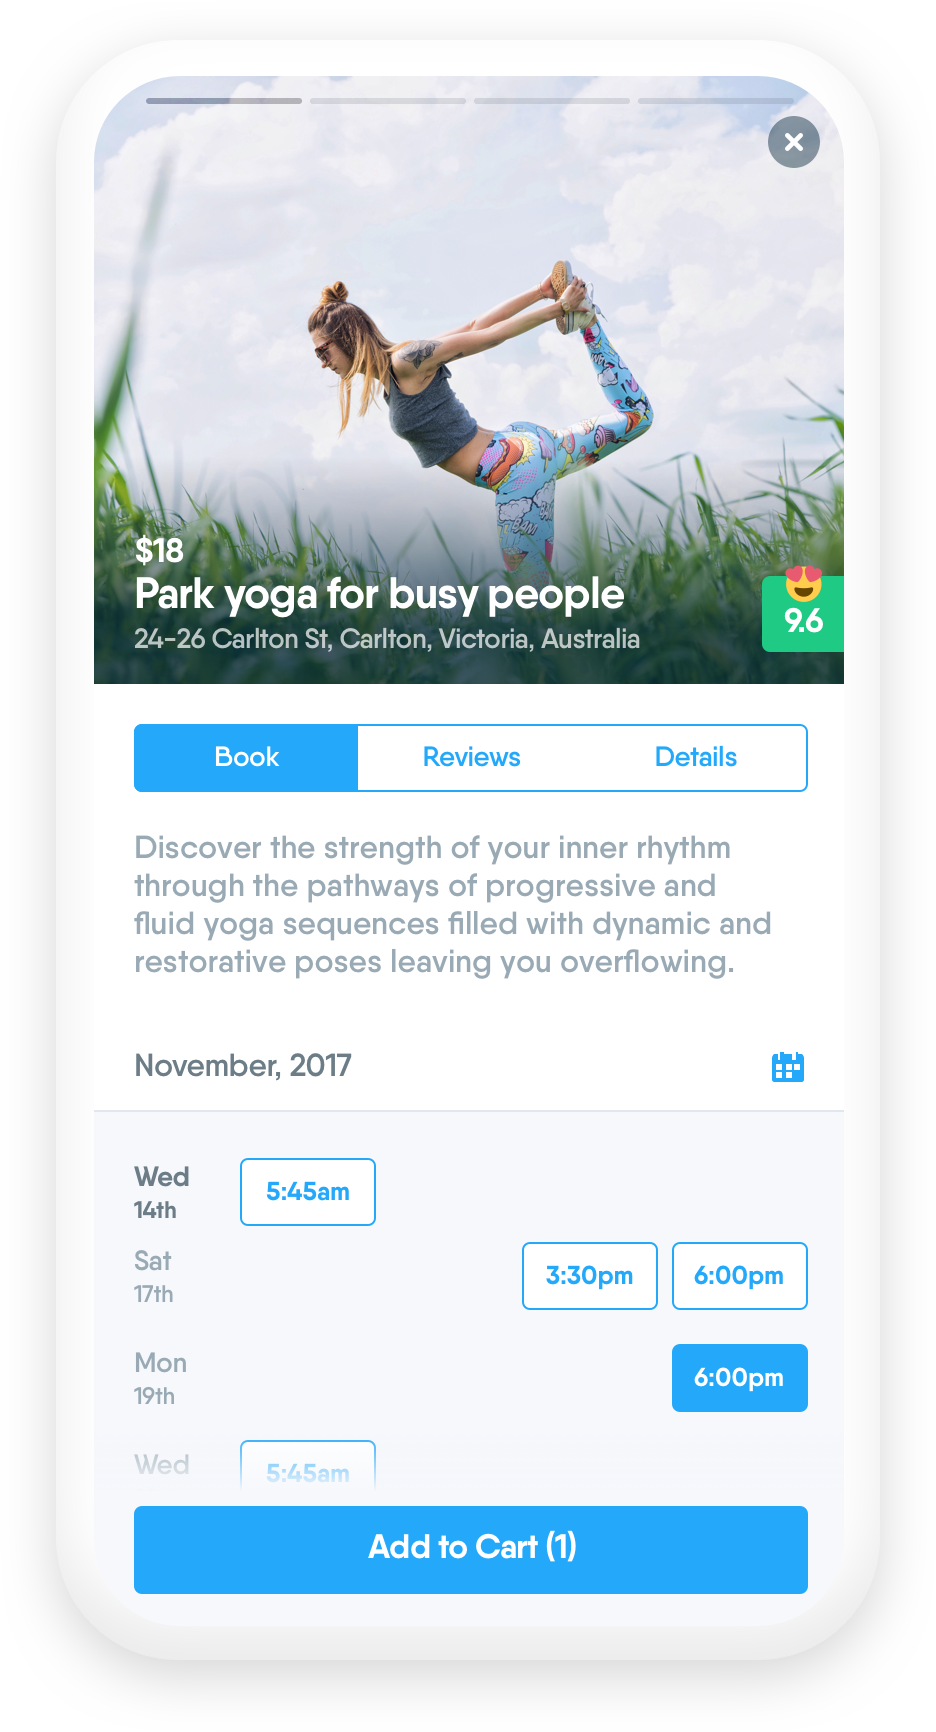 $18
Park yoga for busy people
24-26 Carlton St, Carlton, Victoria, Australia
9.6
Book Reviews Details
Discover the strength of your inner rhythm
through the pathways of progressive and
fluid yoga sequences filled with dynamic and
restorative poses leaving you overflowing.
November, 2017
Wed
14th
5:45am
Sat
17th
3:30pm 6:00pm
Mon
19th
6:00pm
Wed 5:45am
Add to Cart (1)